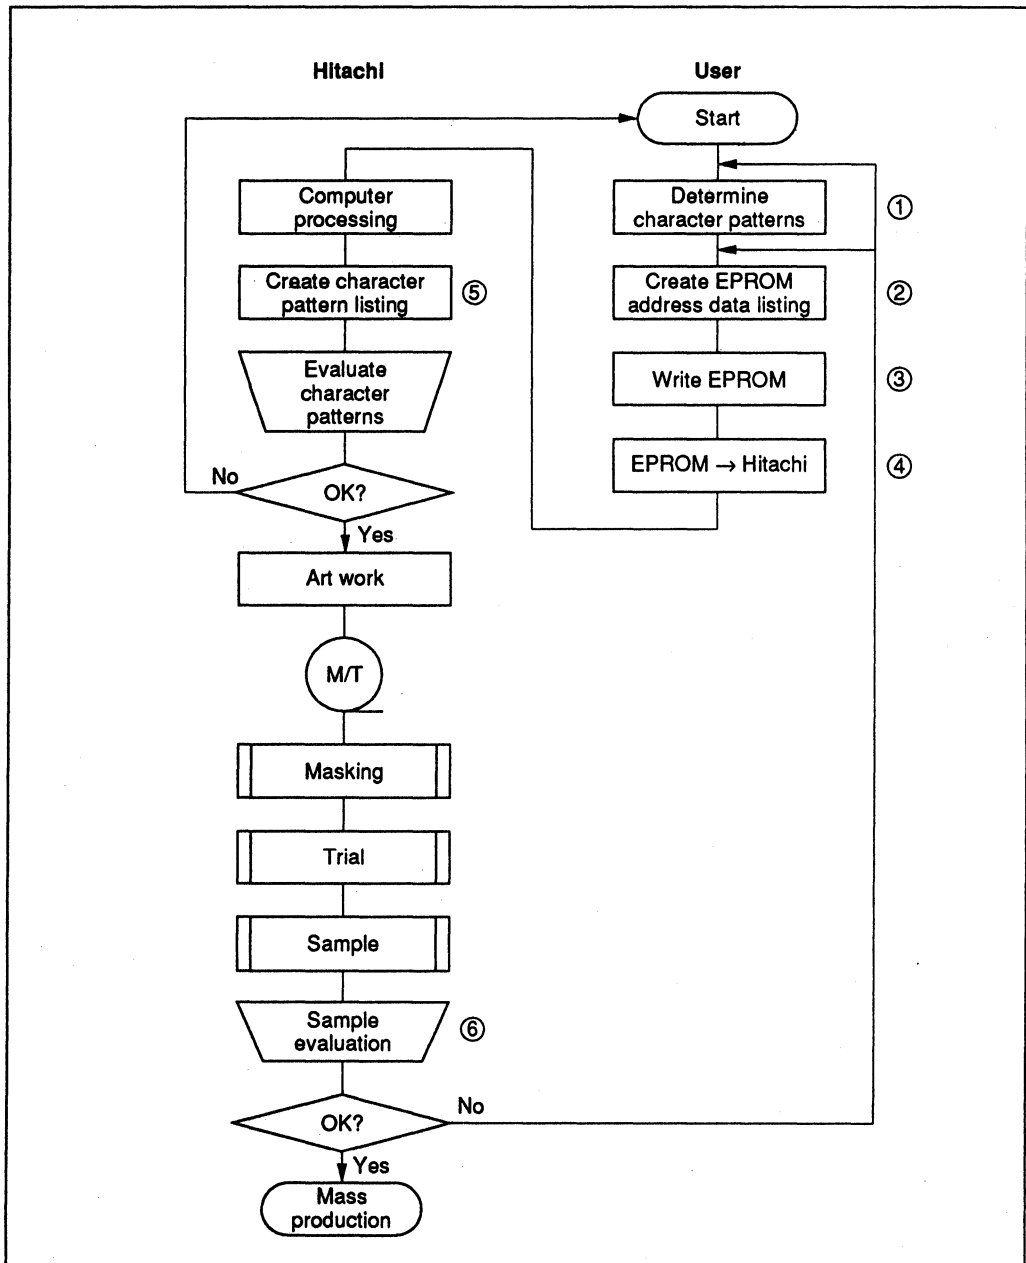 Hitachi
User
Start
Computer
processing
Determine
character patterns
①
Create character
pattern listing
⑤
Create EPROM
address data listing
②
Evaluate
character
patterns
Write EPROM
③
No
OK?
EPROM → Hitachi
④
Yes
Art work
M/T
Masking
Trial
Sample
Sample
evaluation
⑥
OK?
No
Yes
Mass
production